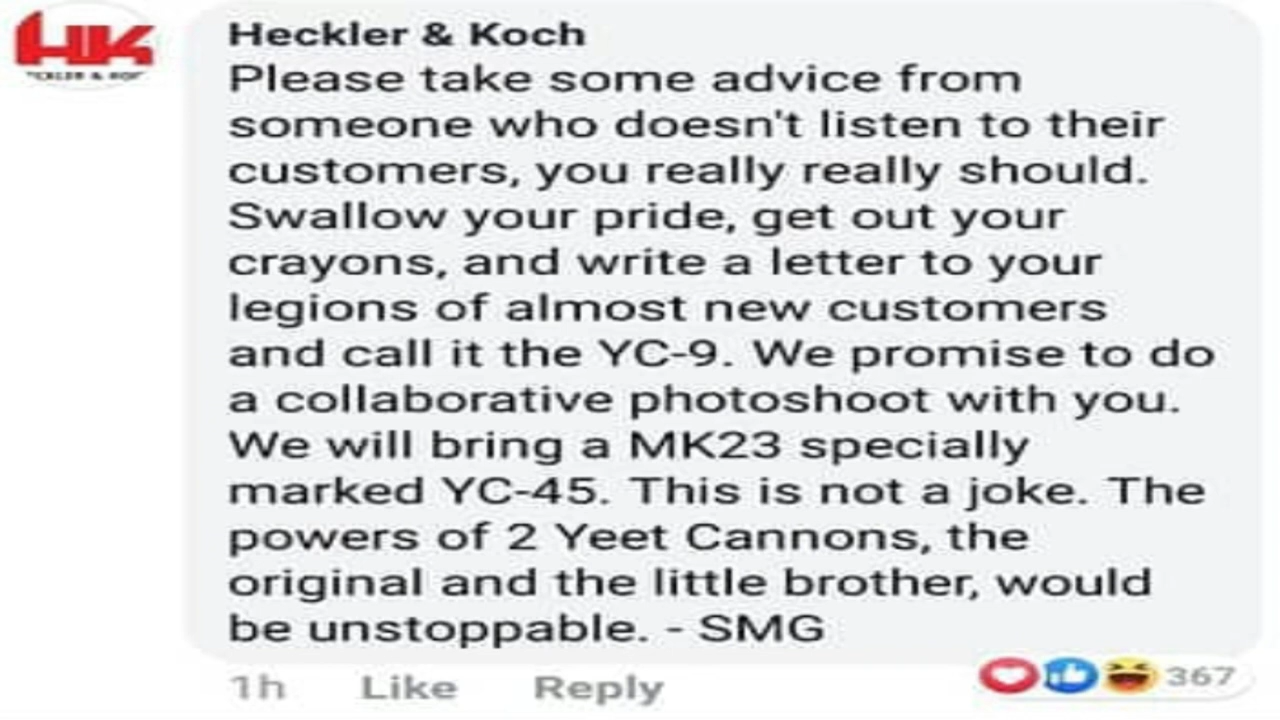 HK
Heckler & Koch
Please take some advice from
someone who doesn't listen to their
customers, you really really should.
Swallow your pride, get out your
crayons, and write a letter to your
legions of almost new customers
and call it the YC-9. We promise to do
a collaborative photoshoot with you.
We will bring a MK23 specially
marked YC-45. This is not a joke. The
powers of 2 Yeet Cannons, the
original and the little brother, would
be unstoppable. - SMG
1h Like Reply 367